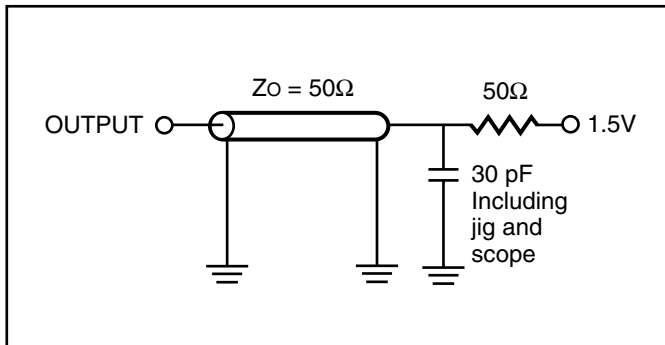 Zo = 50Ω
50Ω
OUTPUT
1.5V
30 pF
Including
jig and
scope